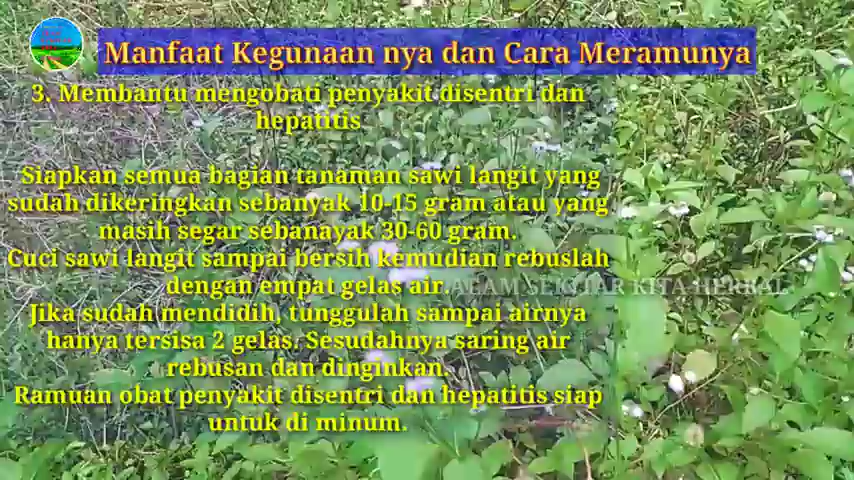 Manfaat Kegunaan nya dan Cara Meramunya
3. Membantu mengobati penyakit disentri dan
hepatitis
Siapkan semua bagian tanaman sawi langit yang
sudah dikeringkan sebanyak 10-15 gram atau yang
masih segar sebanayak 30-60 gram.
Cuci sawi langit sampai bersih kemudian rebuslah
dengan empat gelas air.
ALAM SEKITAR KITA HERBAL
Jika sudah mendidih, tunggulah sampai airnya
hanya tersisa 2 gelas. Sesudahnya saring air
rebusan dan dinginkan.
Ramuan obat penyakit disentri dan hepatitis siap
untuk di minum.